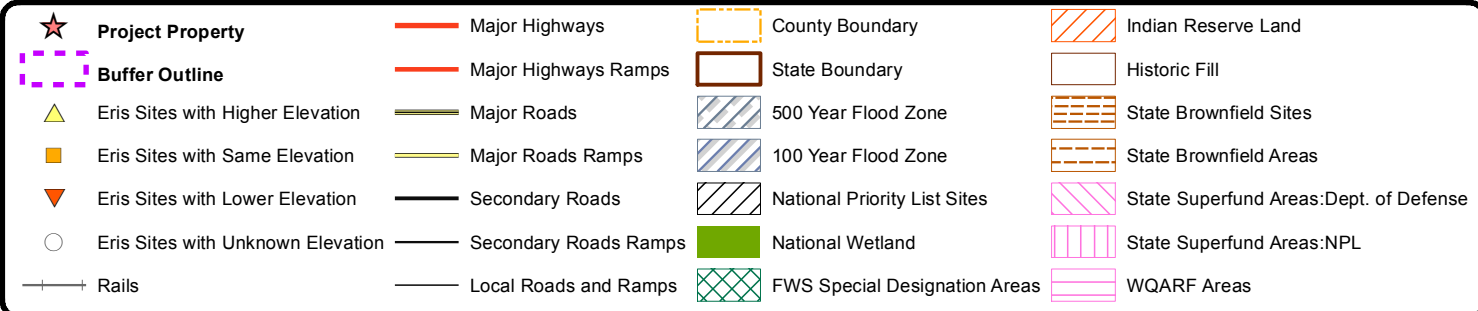 Project Property
Buffer Outline
Eris Sites with Higher Elevation
Eris Sites with Same Elevation
Eris Sites with Lower Elevation
Eris Sites with Unknown Elevation
Rails
Major Highways
Major Highways Ramps
Major Roads
Major Roads Ramps
Secondary Roads
Secondary Roads Ramps
Local Roads and Ramps
County Boundary
State Boundary
500 Year Flood Zone
100 Year Flood Zone
National Priority List Sites
National Wetland
FWS Special Designation Areas
Indian Reserve Land
Historic Fill
State Brownfield Sites
State Brownfield Areas
State Superfund Areas:Dept. of Defense
State Superfund Areas:NPL
WQARF Areas